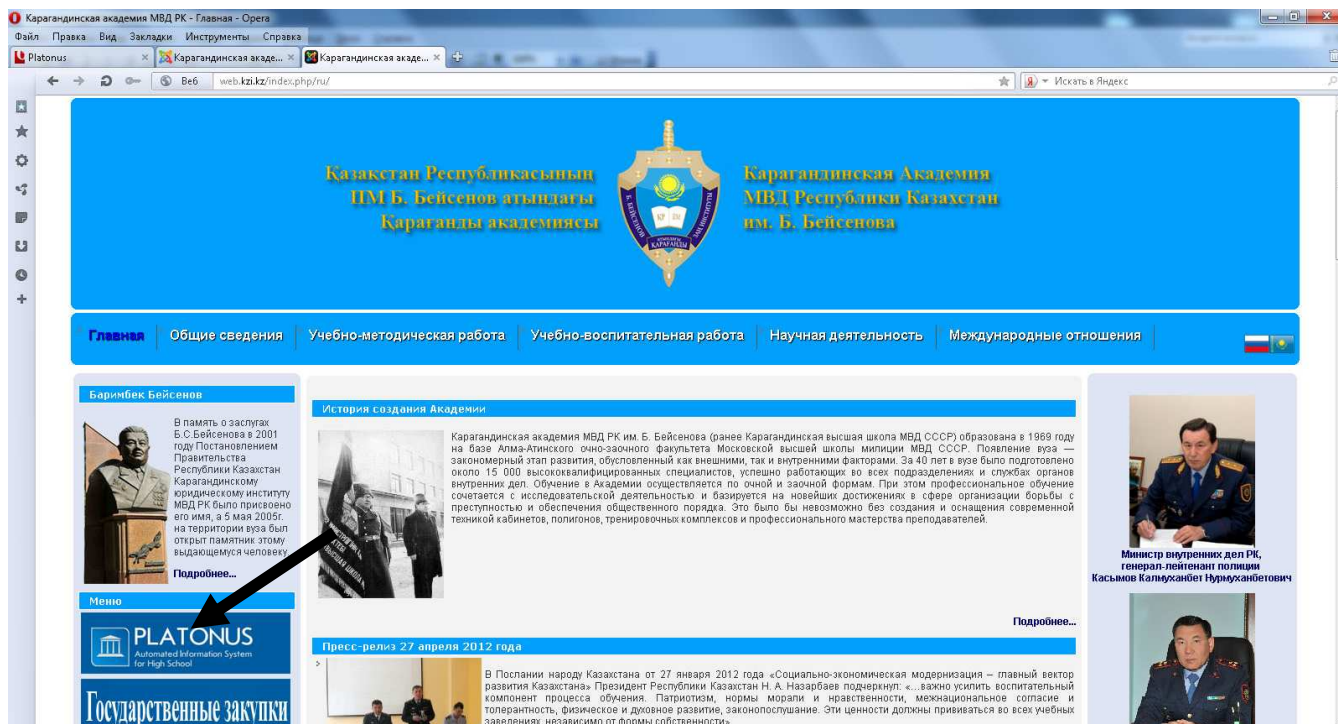 Карагандинская академия МВД РК - Главная - Opera
Файл Правка Вид Закладки Инструменты Справка
Platonus
Карагандинская акаде...
Карагандинская акаде...
Веб
web.kzi.kz/index.php/ru/
Искать в Яндекс
Қазақстан Республикасының
ІІМ Б. Бейсенов атындағы
Қарағанды академиясы
Карагандинская Академия
МВД Республики Казахстан
им. Б. Бейсенова
Главная
Общие сведения
Учебно-методическая работа
Учебно-воспитательная работа
Научная деятельность
Международные отношения
Баримбек Бейсенов
В память о заслугах
Б.С.Бейсенова в 2001
году Постановлением
Правительства
Республики Казахстан
Карагандинскому
юридическому институту
МВД РК было присвоено
его имя, а 5 мая 2005г.
на территории вуза был
открыт памятник этому
выдающемуся человеку.
Подробнее...
Меню
PLATONUS
Automated Information System
for High School
Государственные закупки
История создания Академии
Карагандинская академия МВД РК им. Б. Бейсенова (ранее Карагандинская высшая школа МВД СССР) образована в 1969 году
на базе Алма-Атинского очно-заочного факультета Московской высшей школы милиции МВД СССР. Появление вуза —
закономерный этап развития, обусловленный как внешними, так и внутренними факторами. За 40 лет в вузе было подготовлено
около 15 000 высококвалифицированных специалистов, успешно работающих во всех подразделениях и службах органов
внутренних дел. Обучение в Академии осуществляется по очной и заочной формам. При этом профессиональное обучение
сочетается с исследовательской деятельностью и базируется на новейших достижениях в сфере организации борьбы с
преступностью и обеспечения общественного порядка. Это было бы невозможно без создания и оснащения современной
техникой кабинетов, полигонов, тренировочных комплексов и профессионального мастерства преподавателей.
Подробнее...
Пресс-релиз 27 апреля 2012 года
В Послании народу Казахстана от 27 января 2012 года «Социально-экономическая модернизация – главный вектор
развития Казахстана» Президент Республики Казахстан Н. А. Назарбаев подчеркнул: «...важно усилить воспитательный
компонент процесса обучения. Патриотизм, нормы морали и нравственности, межнациональное согласие и
толерантность, физическое и духовное развитие, законопослушание. Эти ценности должны прививаться во всех учебных
заведениях, независимо от формы собственности».
Министр внутренних дел РК,
генерал-лейтенант полиции
Касымов Калмуханбет Нурмуханбетович